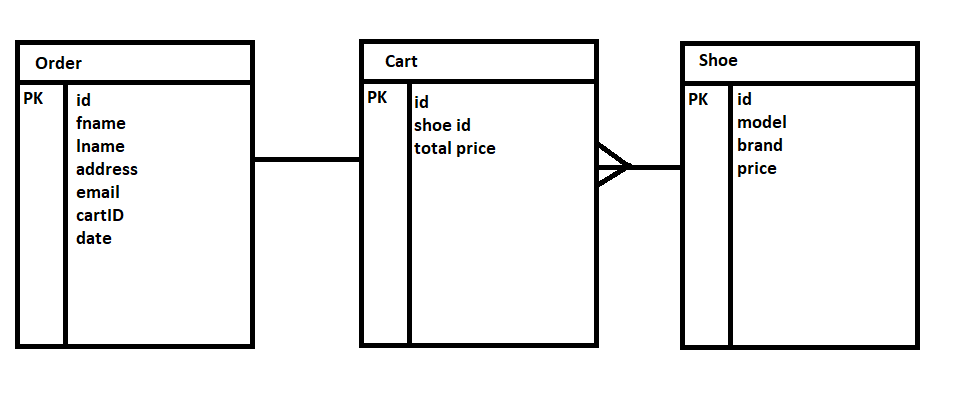 Order
PK
id
fname
lname
address
email
cartID
date
Cart
PK
id
shoe id
total price
Shoe
PK
id
model
brand
price